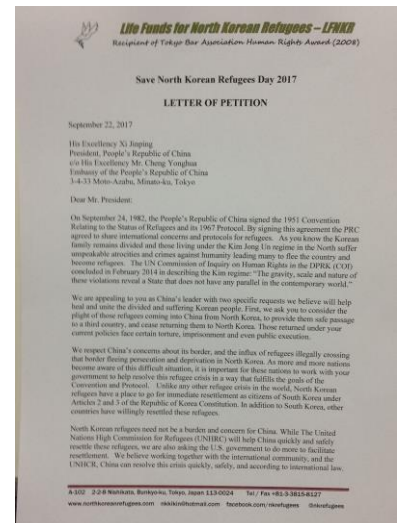 Life Funds for North Korean Refugees – LFNKR
Recipient of Tokyo Bar Association Human Rights Award (2008)
Save North Korean Refugees Day 2017
LETTER OF PETITION
September 22, 2017
His Excellency Xi Jinping
President, People's Republic of China
c/o His Excellency Mr. Cheng Yonghua
Embassy of the People's Republic of China
3-4-33 Moto-Azabu, Minato-ku, Tokyo
Dear Mr. President:
On September 24, 1982, the People's Republic of China signed the 1951 Convention
Relating to the Status of Refugees and its 1967 Protocol. By signing this agreement the PRC
agreed to share international concerns and protocols for refugees. As you know the Korean
family remains divided and those living under the Kim Jong Un regime in the North suffer
unspeakable atrocities and crimes against humanity leading many to flee the country and
become refugees. The UN Commission of Inquiry on Human Rights in the DPRK (COI)
concluded in February 2014 in describing the Kim regime: "The gravity, scale and nature of
these violations reveal a State that does not have any parallel in the contemporary world."
We are appealing to you as China's leader with two specific requests we believe will help
heal and unite the divided and suffering Korean people. First, we ask you to consider the
plight of those refugees coming into China from North Korea, to provide them safe passage
to a third country, and cease returning them to North Korea. Those returned under your
current policies face certain torture, imprisonment and even public execution.
We respect China's concerns about its border, and the influx of refugees illegally crossing
that border fleeing persecution and deprivation in North Korea. As more and more nations
become aware of this difficult situation, it is important for these nations to work with your
government to help resolve this refugee crisis in a way that fulfills the goals of the
Convention and Protocol. Unlike any other refugee crisis in the world, North Korean
refugees have a place to go for immediate resettlement as citizens of South Korea under
Articles 2 and 3 of the Republic of Korea Constitution. In addition to South Korea, other
countries have willingly resettled these refugees.
North Korean refugees need not be a burden and concern for China. While The United
Nations High Commission for Refugees (UNHRC) will help China quickly and safely
resettle these refugees, we are also asking the U.S. government to do more to facilitate
resettlement. We believe working together with the international community, and the
UNHCR, China can resolve this crisis quickly, safely, and according to international law.
A-102 2-2-8 Nishikata, Bunkyo-ku, Tokyo, Japan 113-0024 Tel / Fax +81-3-3815-8127
www.northkoreanrefugees.com nkkikin@hotmail.com facebook.com/nkrefugees @nkrefugees